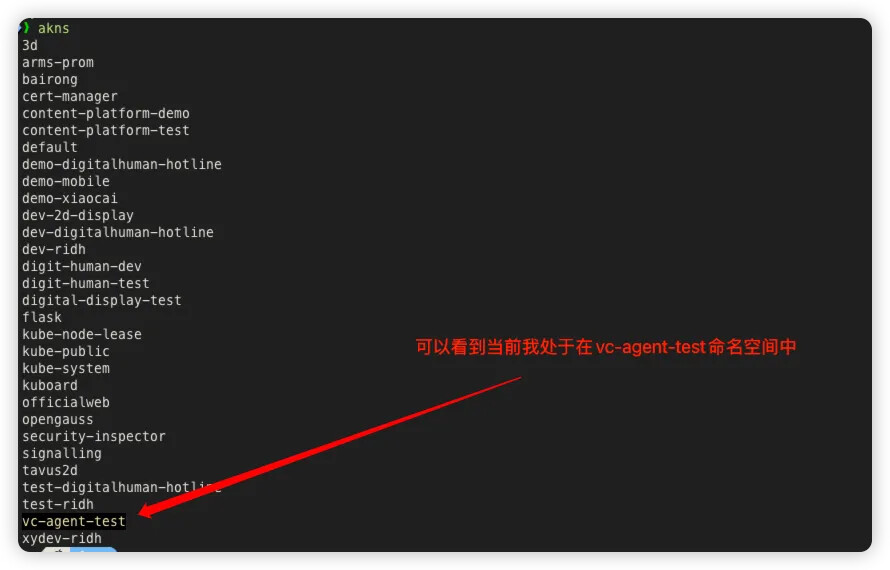 ❯ akns
3d
arms-prom
bairong
cert-manager
content-platform-demo
content-platform-test
default
demo-digitalhuman-hotline
demo-mobile
demo-xiaocai
dev-2d-display
dev-digitalhuman-hotline
dev-ridh
digit-human-dev
digit-human-test
digital-display-test
flask
kube-node-lease
可以看到当前我处于在vc-agent-test命名空间中
kube-public
kube-system
kuboard
officialweb
opengauss
security-inspector
signalling
tavus2d
test-digitalhuman-hotline
test-ridh
vc-agent-test
xydev-ridh